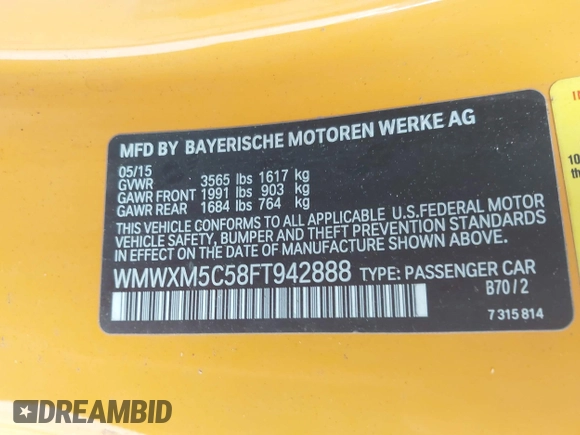 MFD BY BAYERISCHE MOTOREN WERKE AG
05/15
GVWR 3565 lbs 1617 kg
GAWR FRONT 1991 lbs 903 kg
GAWR REAR 1684 lbs 764 kg
THIS VEHICLE CONFORMS TO ALL APPLICABLE U.S.FEDERAL MOTOR
VEHICLE SAFETY, BUMPER, AND THEFT PREVENTION STANDARDS
IN EFFECT ON THE DATE OF MANUFACTURE SHOWN ABOVE.
WMWXM5C58FT942888 TYPE: PASSENGER CAR
B70/2
7 315 814
10
th
DREAMBID